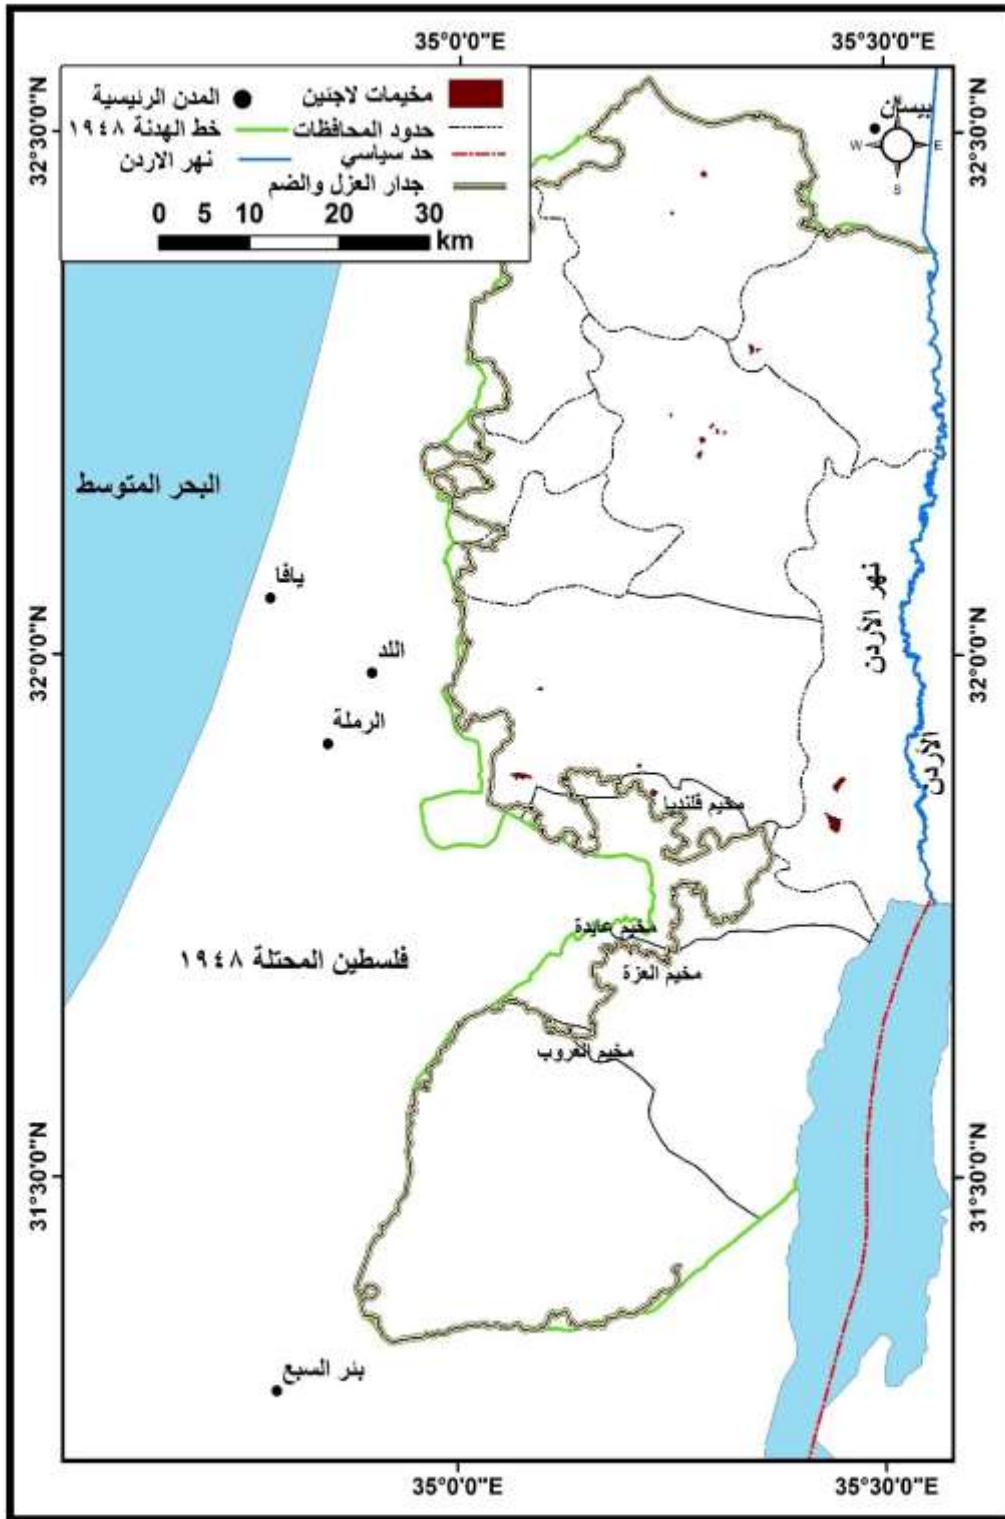 35°0'0"E
35°30'0"E
مخيمات لاجئين
المدن الرئيسية
حدود المحافظات
خط الهدنة ١٩٤٨
حد سياسي
نهر الاردن
جدار العزل والضم
0 5 10 20 30
km
بيسان
N
W
E
S
32°30'0"N
32°30'0"N
البحر المتوسط
يافا
اللد
الرملة
نهر الأردن
الأردن
32°0'0"N
32°0'0"N
مخيم قلنديا
مخيم عايدة
مخيم العزة
فلسطين المحتلة ١٩٤٨
مخيم العروب
31°30'0"N
31°30'0"N
بئر السبع
35°0'0"E
35°30'0"E